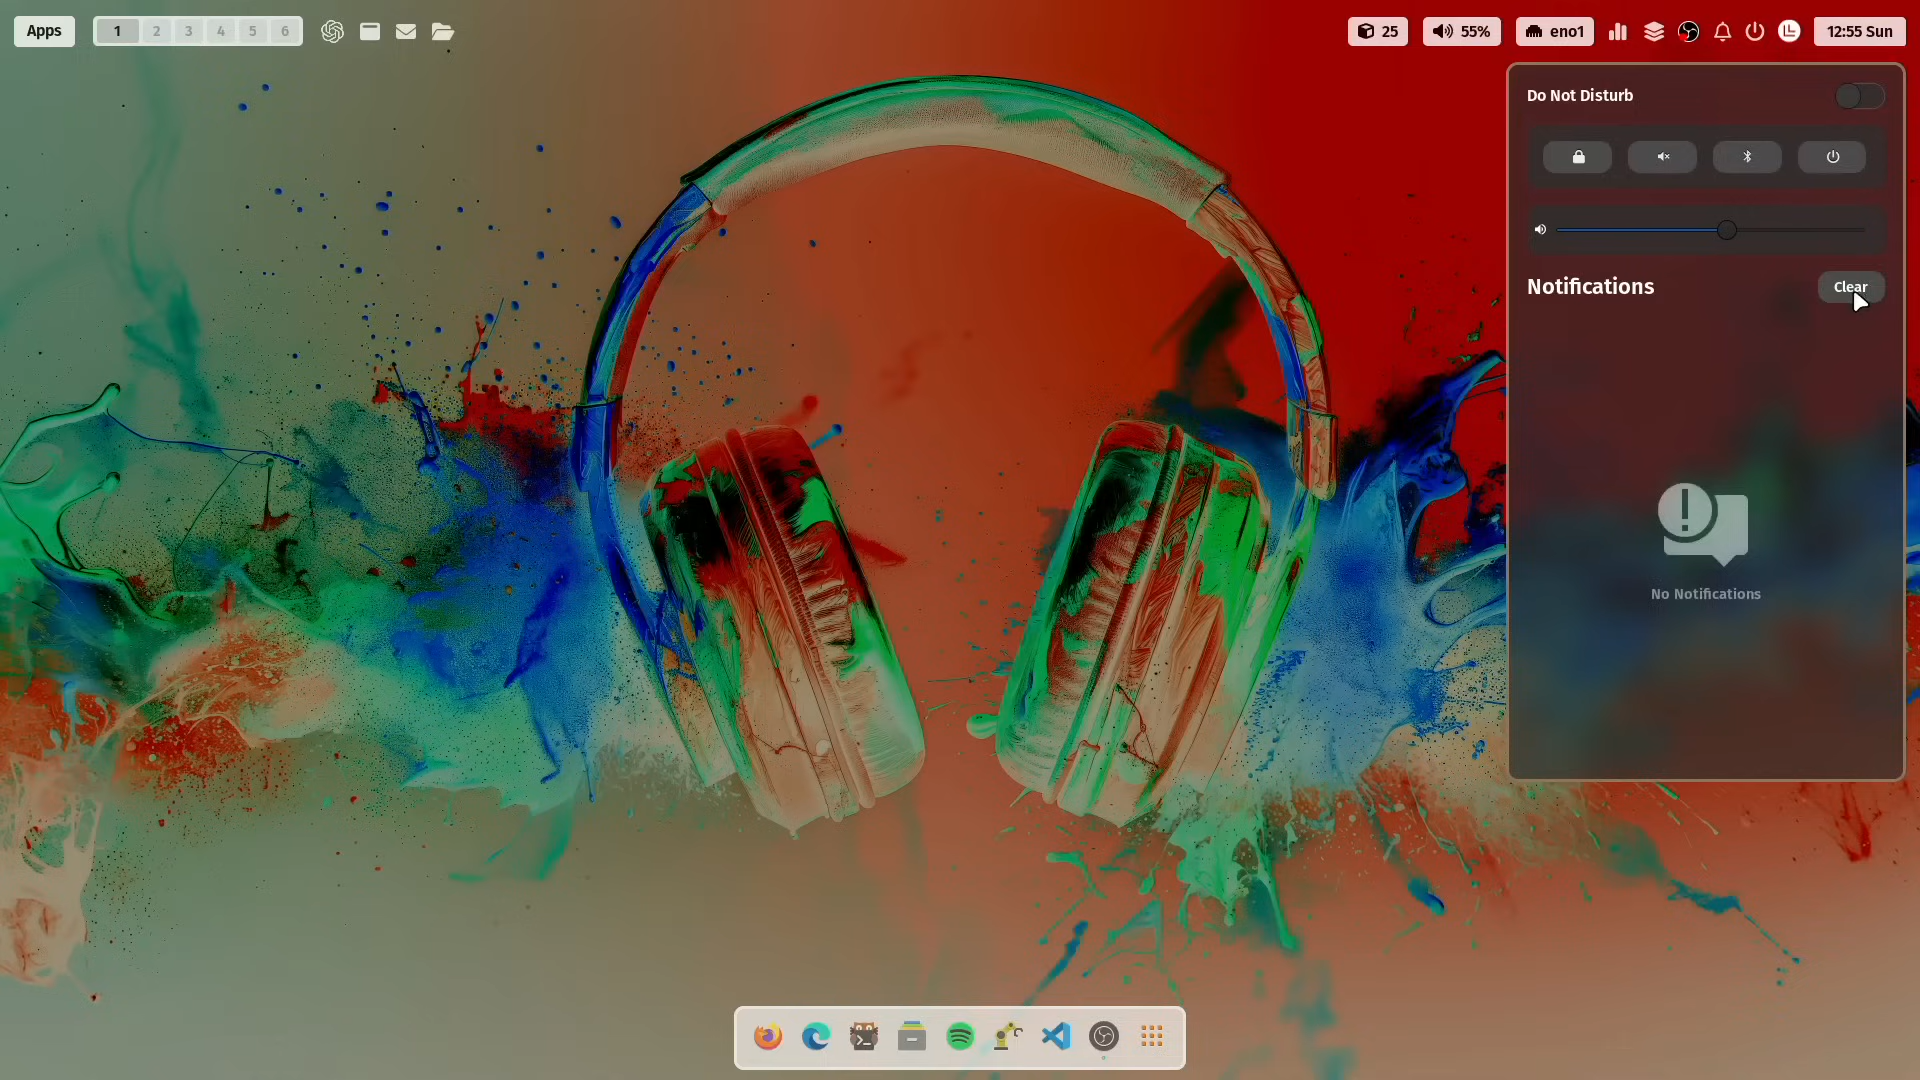 Apps 1 2 3 4 5 6 25 55% eno1 12:55 Sun
Do Not Disturb
Notifications Clear
No Notifications